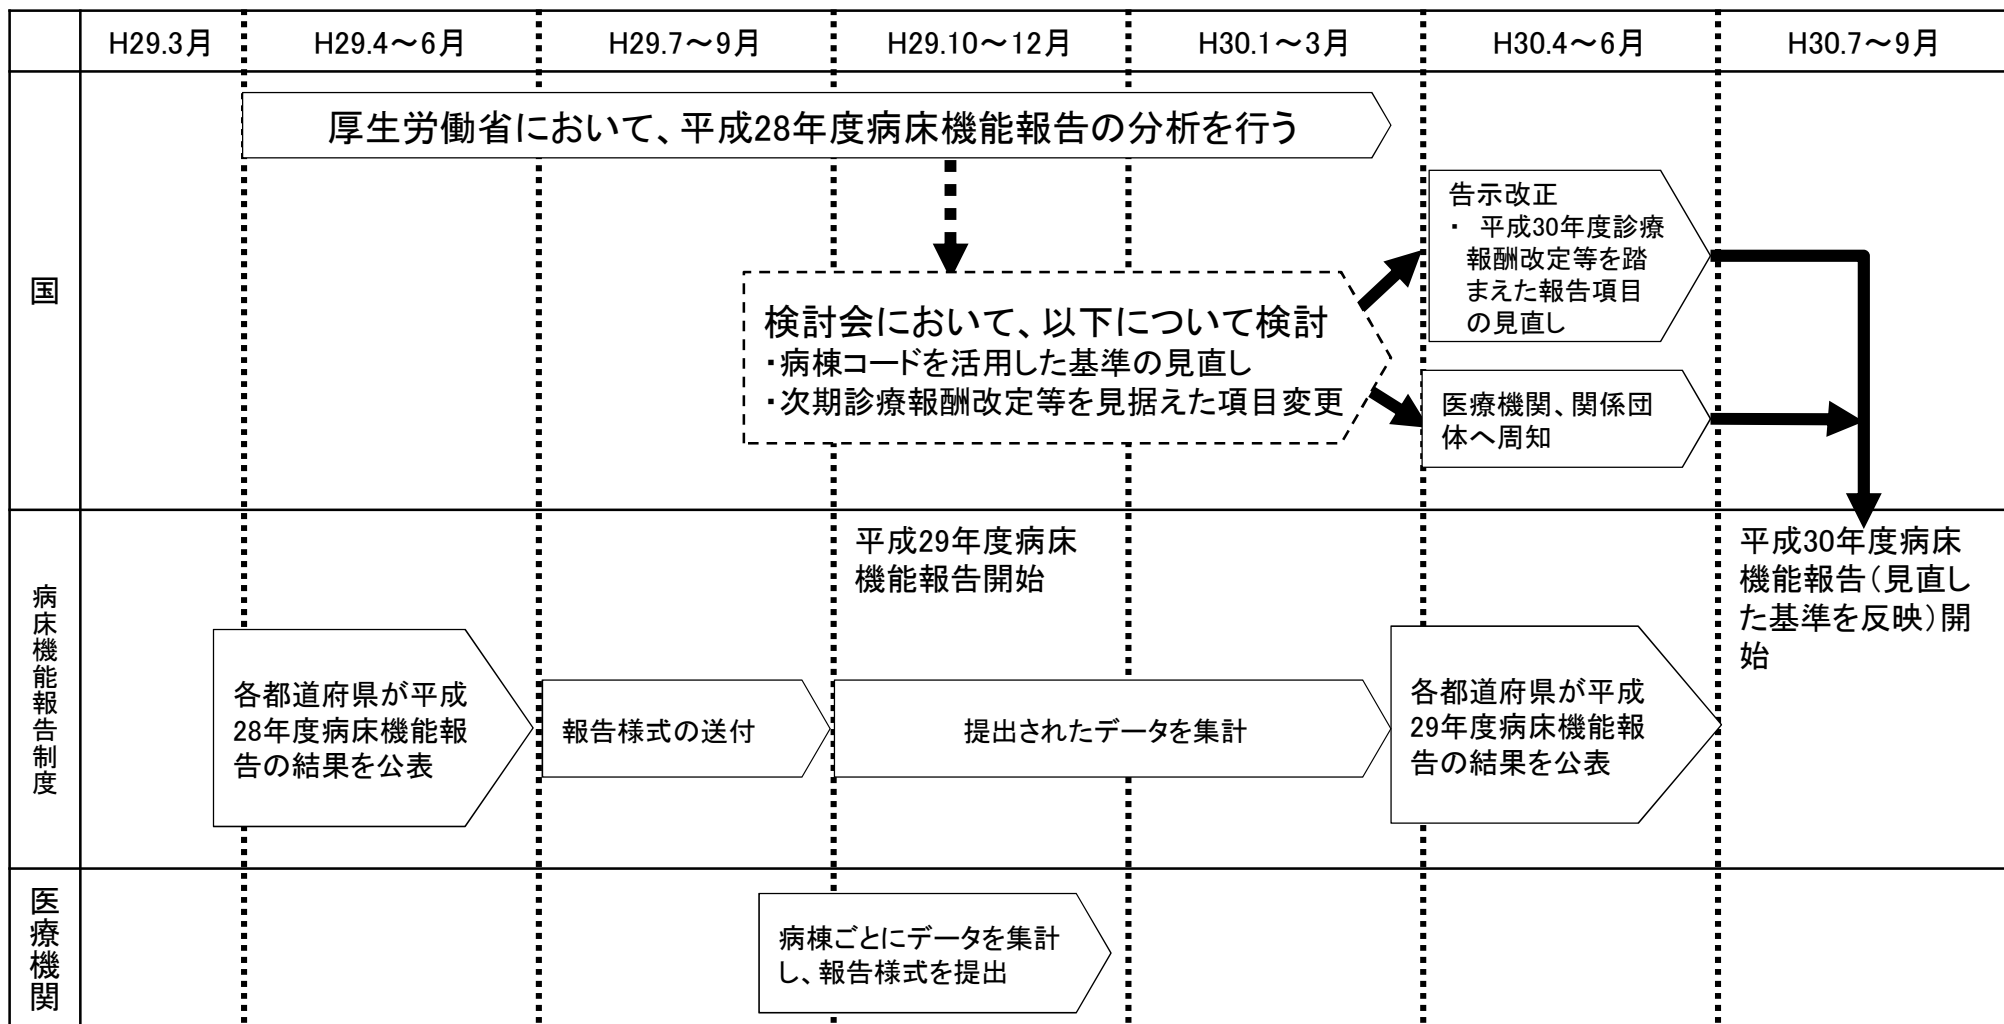 H29.3月
H29.4～6月
H29.7～9月
H29.10～12月
H30.1～3月
H30.4～6月
H30.7～9月
国
厚生労働省において、平成28年度病床機能報告の分析を行う
検討会において、以下について検討
・病棟コードを活用した基準の見直し
・次期診療報酬改定等を見据えた項目変更
告示改正
・ 平成30年度診療
報酬改定等を踏
まえた報告項目
の見直し
医療機関、関係団
体へ周知
病床機能報告制度
平成29年度病床
機能報告開始
平成30年度病床
機能報告（見直し
た基準を反映）開
始
各都道府県が平成
28年度病床機能報
告の結果を公表
報告様式の送付
提出されたデータを集計
各都道府県が平成
29年度病床機能報
告の結果を公表
医療機関
病棟ごとにデータを集計
し、報告様式を提出